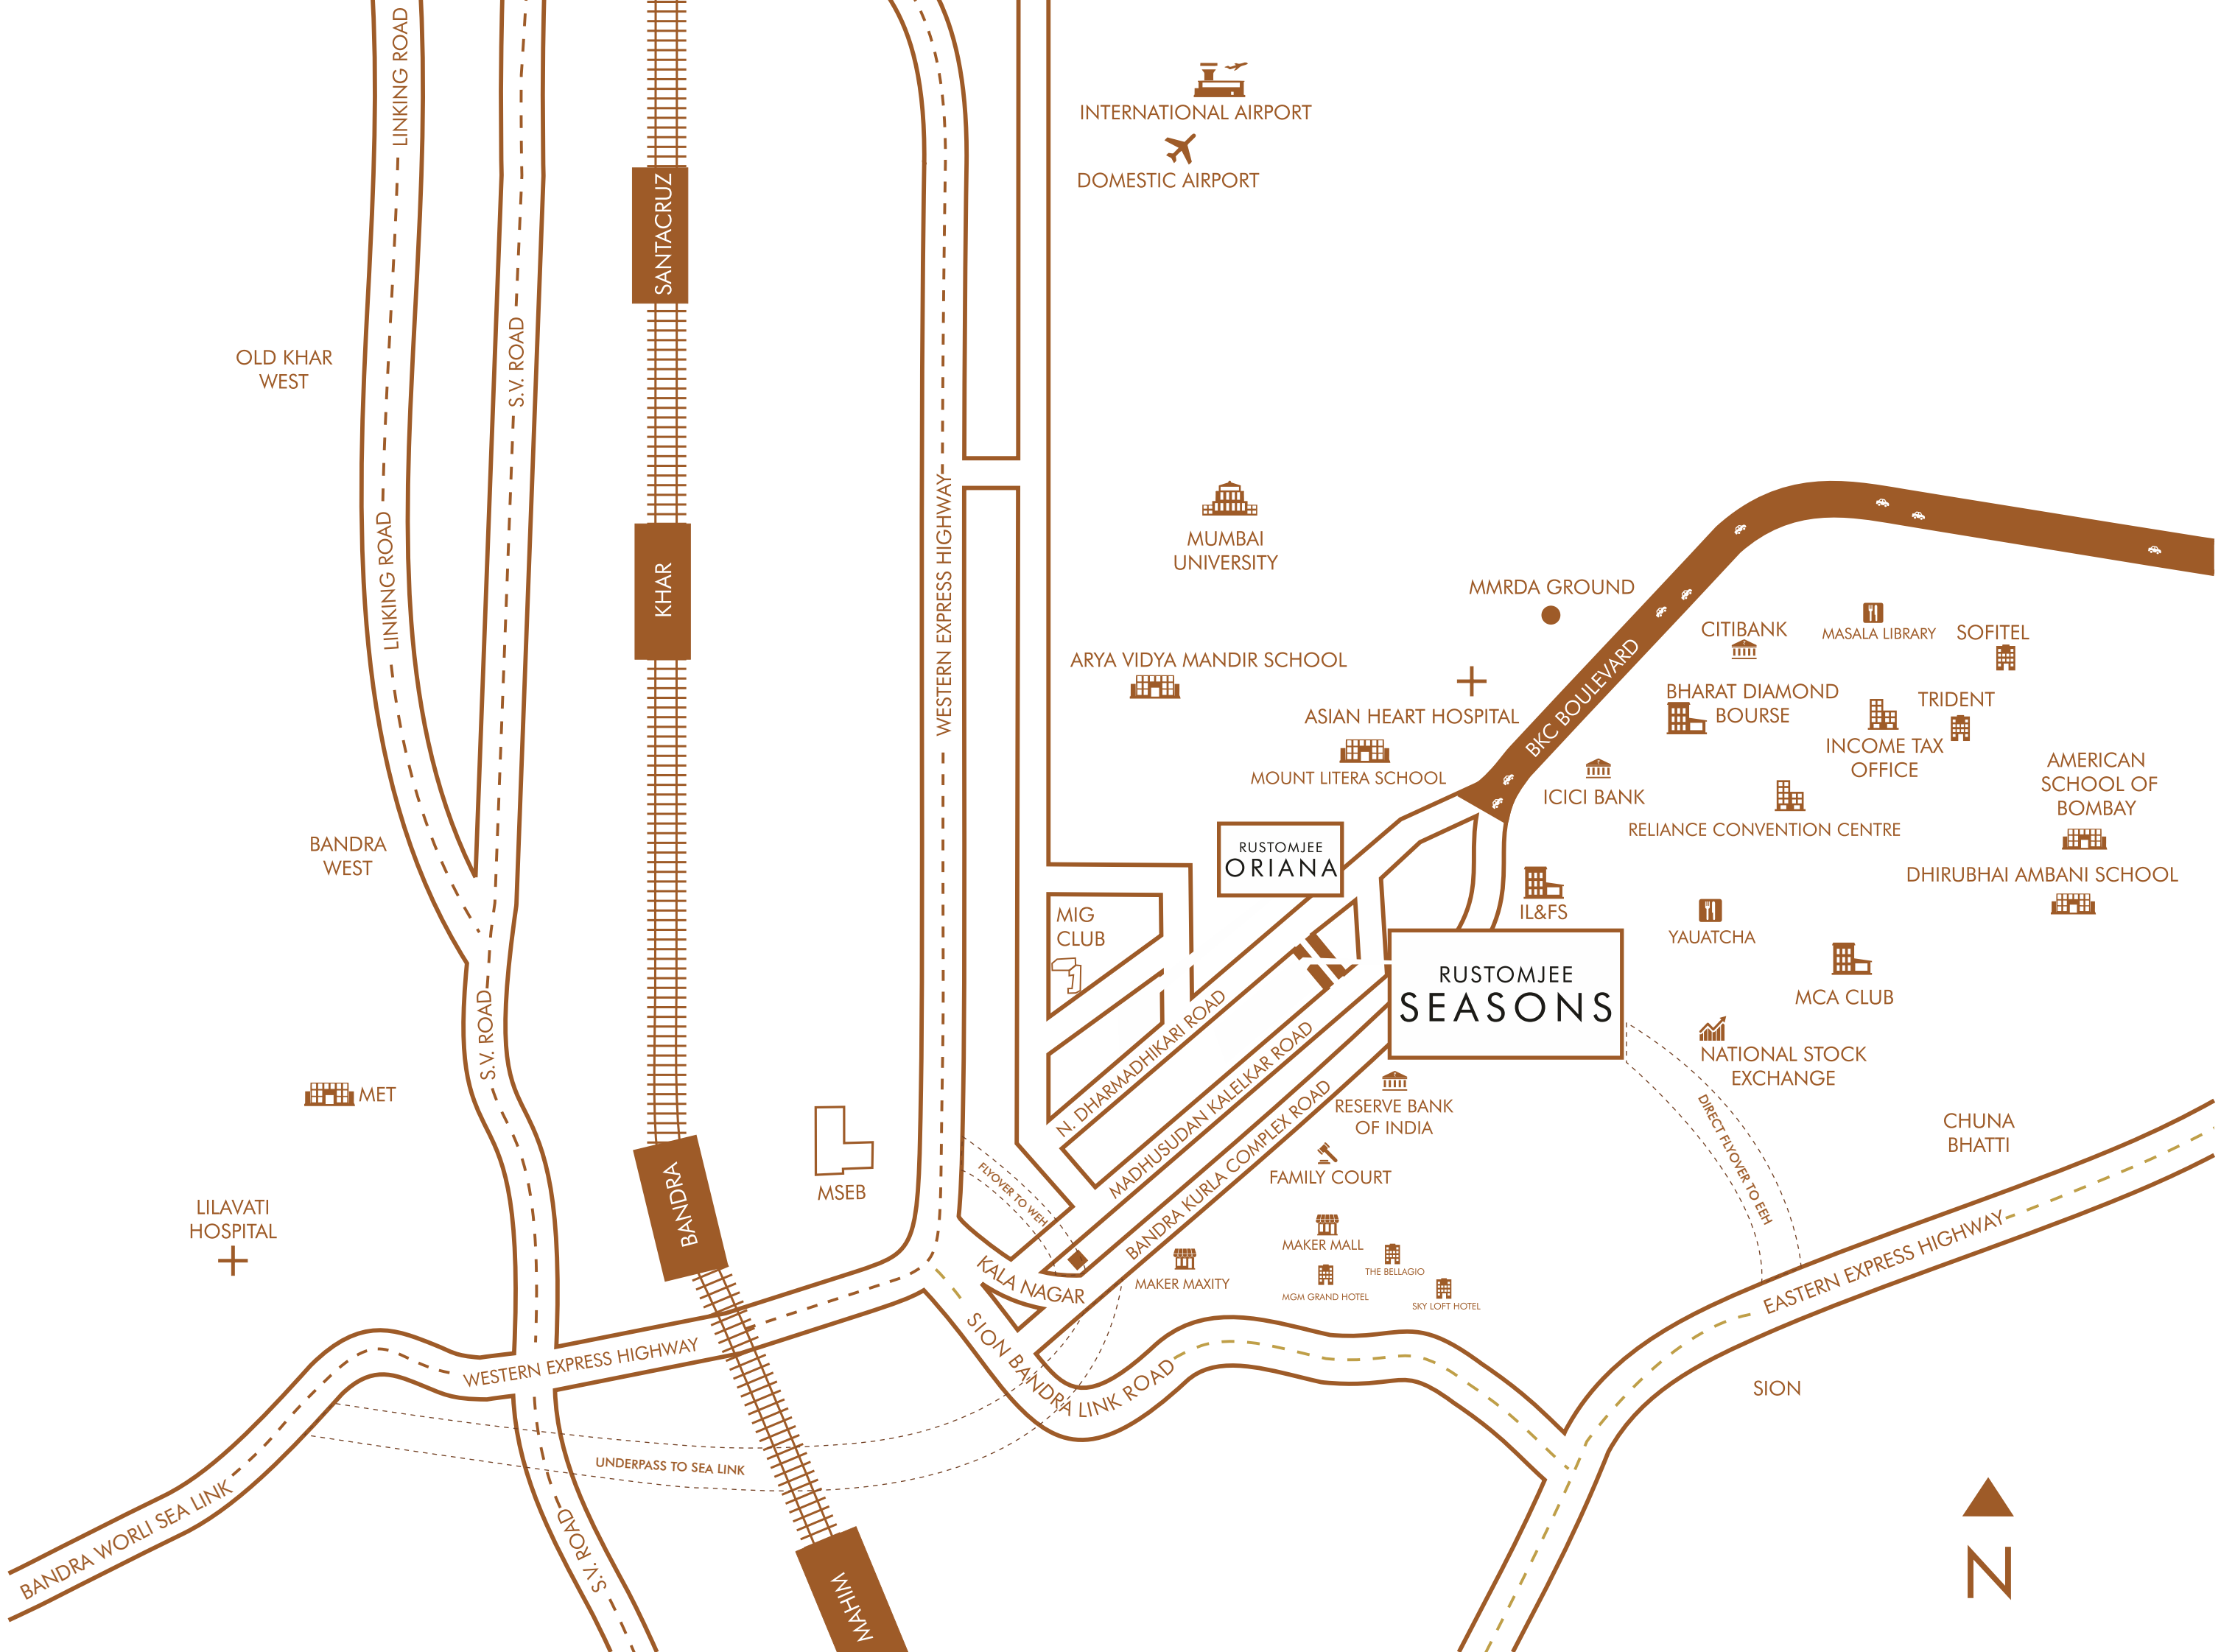 LINKING ROAD
INTERNATIONAL AIRPORT
DOMESTIC AIRPORT
SANTACRUZ
OLD KHAR
WEST
S.V. ROAD
LINKING ROAD
KHAR
WESTERN EXPRESS HIGHWAY
MUMBAI
UNIVERSITY
MMRDA GROUND
ARYA VIDYA MANDIR SCHOOL
ASIAN HEART HOSPITAL
MOUNT LITERA SCHOOL
BKC BOULEVARD
CITIBANK
MASALA LIBRARY
SOFITEL
BHARAT DIAMOND
BOURSE
TRIDENT
INCOME TAX
OFFICE
AMERICAN
SCHOOL OF
BOMBAY
ICICI BANK
RELIANCE CONVENTION CENTRE
DHIRUBHAI AMBANI SCHOOL
BANDRA
WEST
RUSTOMJEE
ORIANA
MIG
CLUB
IL&FS
YAUATCHA
RUSTOMJEE
SEASONS
MCA CLUB
NATIONAL STOCK
EXCHANGE
S.V. ROAD
N. DHARMADHIKARI ROAD
MADHUSUDAN KALELKAR ROAD
BANDRA KURLA COMPLEX ROAD
RESERVE BANK
OF INDIA
FAMILY COURT
DIRECT FLYOVER TO EEH
CHUNA
BHATTI
MET
MSEB
BANDRA
FLYOVER TO WEH
LILAVATI
HOSPITAL
KALA NAGAR
MAKER MAXITY
MAKER MALL
THE BELLAGIO
MGM GRAND HOTEL
SKY LOFT HOTEL
EASTERN EXPRESS HIGHWAY
WESTERN EXPRESS HIGHWAY
SION BANDRA LINK ROAD
SION
UNDERPASS TO SEA LINK
BANDRA WORLI SEA LINK
S.V. ROAD
MAHIM
N